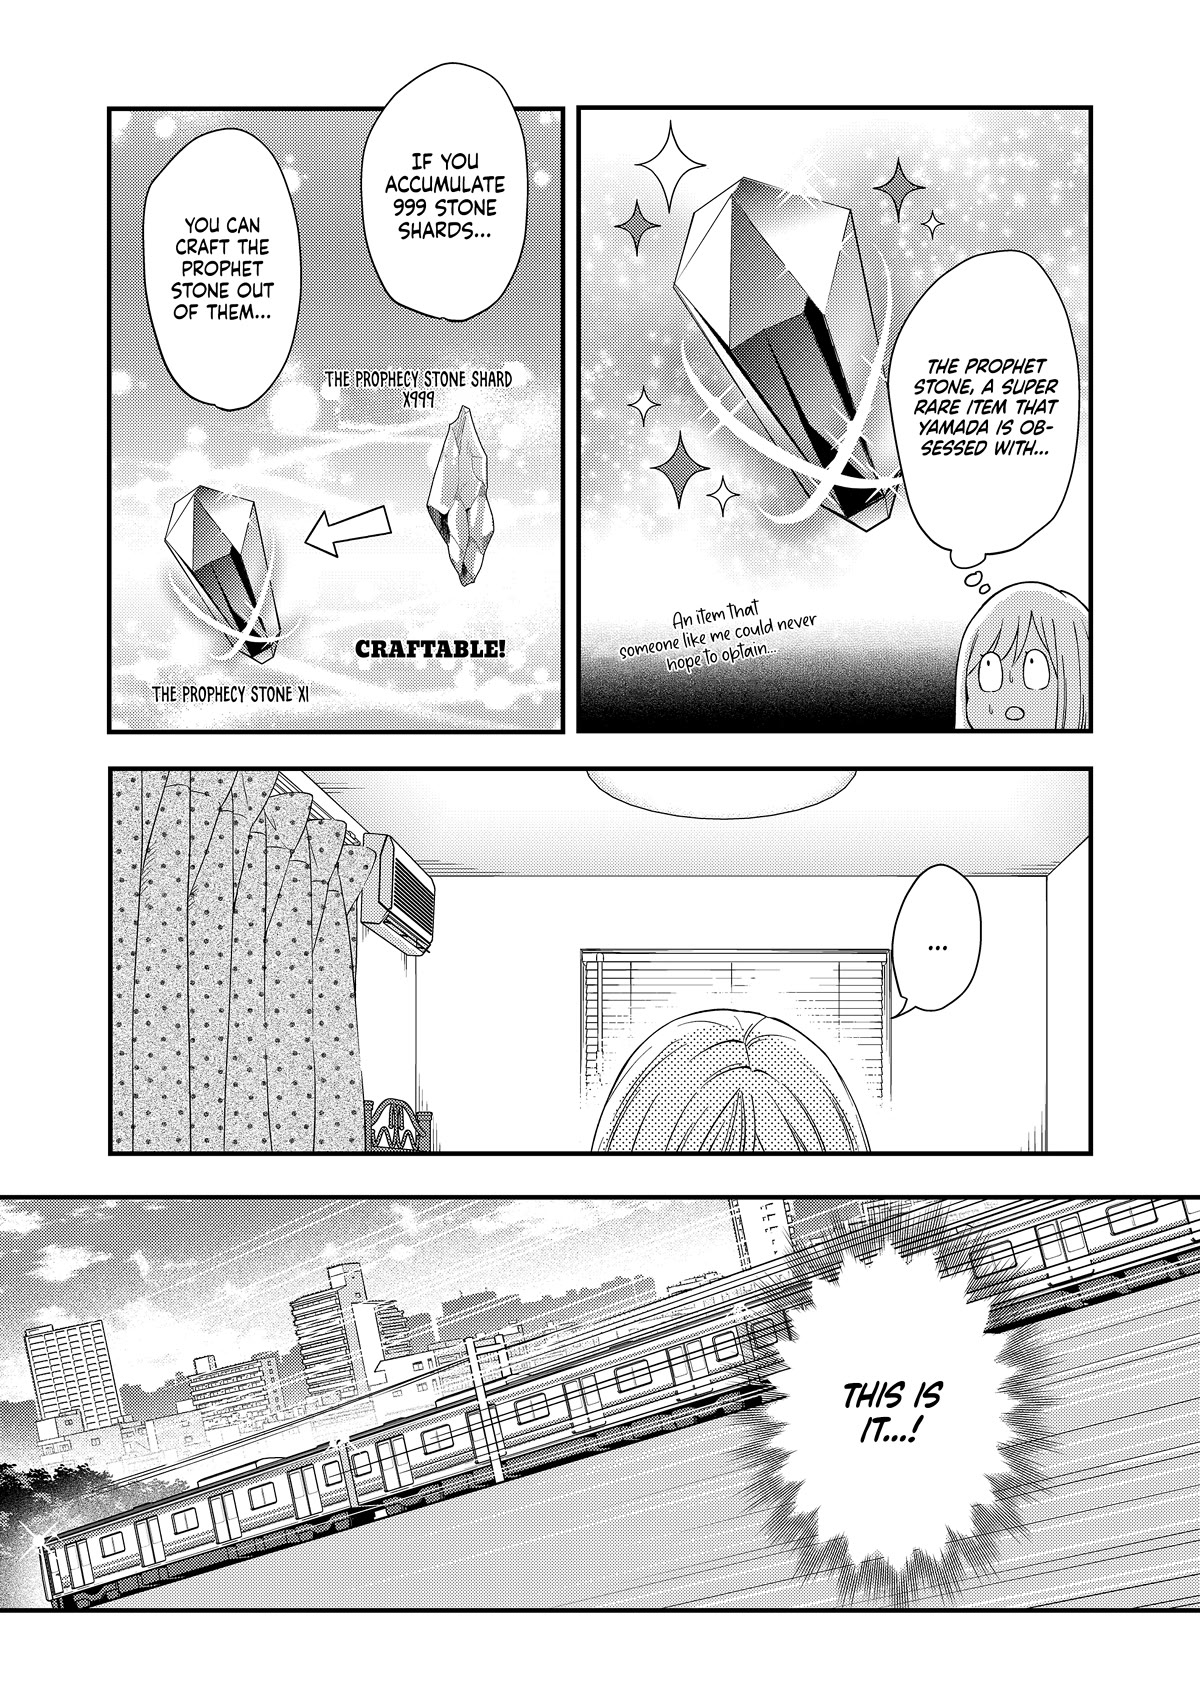 THE PROPHET
STONE, A SUPER
RARE ITEM THAT
YAMADA IS OB-
SESSED WITH...
An item that
someone like me could never
hope to obtain...
IF YOU
ACCUMULATE
999 STONE
SHARDS...
YOU CAN
CRAFT THE
PROPHET
STONE OUT
OF THEM...
THE PROPHECY STONE SHARD
X999
CRAFTABLE!
THE PROPHECY STONE X1
...
THIS IS
IT...!